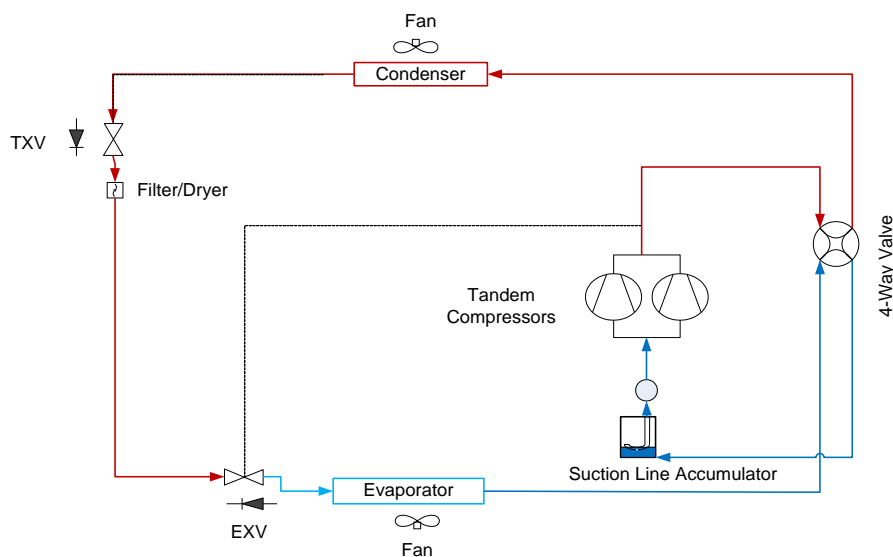 Fan
Condenser
TXV
Filter/Dryer
4-Way Valve
Tandem
Compressors
Suction Line Accumulator
Evaporator
EXV
Fan